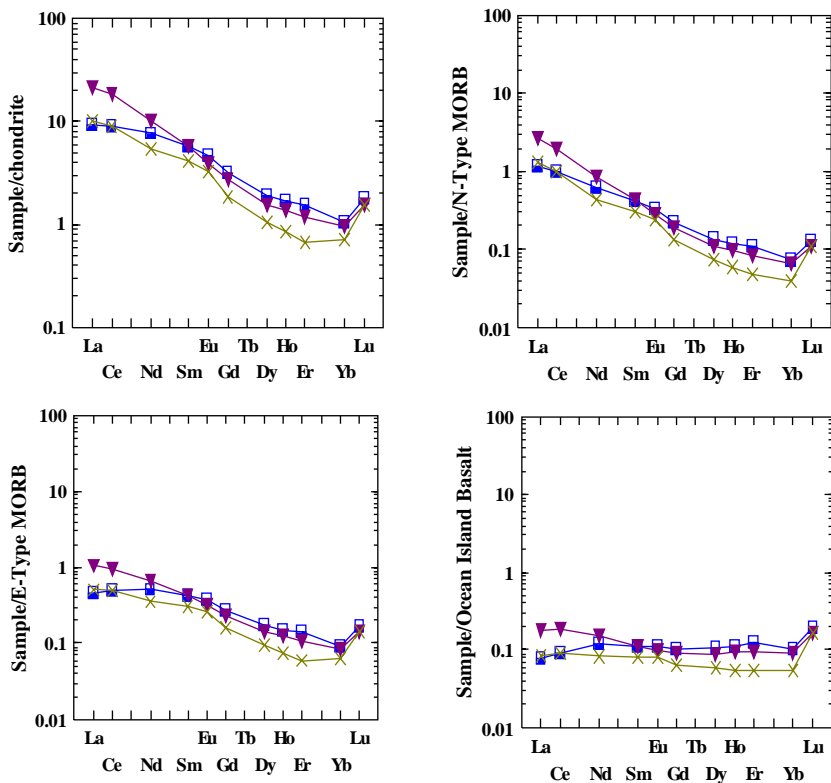 Sample/chondrite
100
10
1
0.1
La Eu Tb Ho Lu
Ce Nd Sm Gd Dy Er Yb
Sample/N-Type MORB
100
10
1
0.1
0.01
La Eu Tb Ho Lu
Ce Nd Sm Gd Dy Er Yb
Sample/E-Type MORB
100
10
1
0.1
0.01
La Eu Tb Ho Lu
Ce Nd Sm Gd Dy Er Yb
Sample/Ocean Island Basalt
100
10
1
0.1
0.01
La Eu Tb Ho Lu
Ce Nd Sm Gd Dy Er Yb